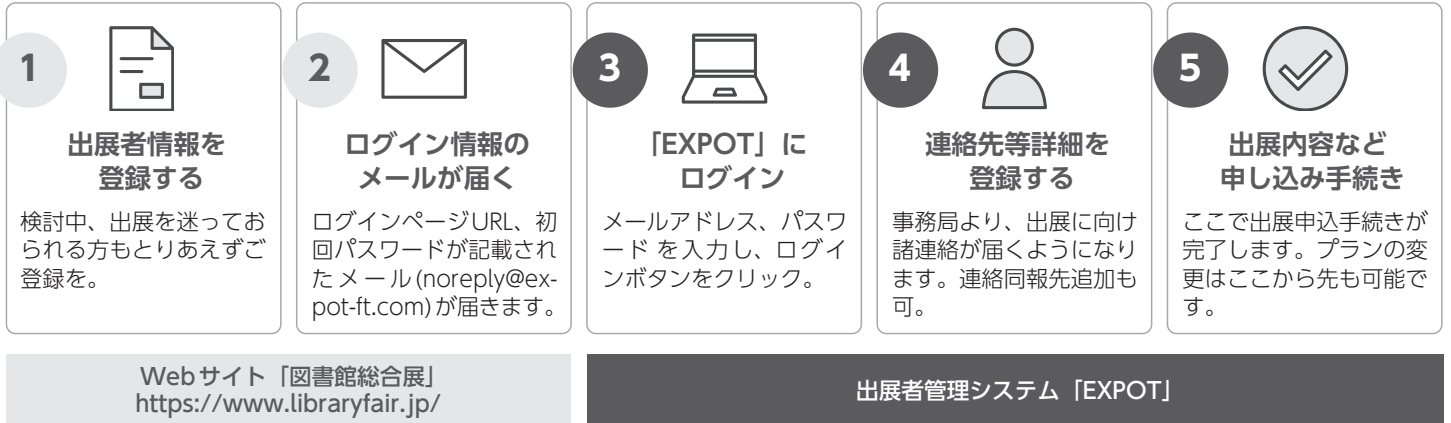 1
出展者情報を
登録する
検討中、出展を迷ってお
られる方もとりあえずご
登録を。
2
ログイン情報の
メールが届く
ログインページURL、初
回パスワードが記載され
たメール(noreply@ex-
pot-ft.com)が届きます。
3
「EXPOT」に
ログイン
メールアドレス、パスワ
ード を入力し、ログイ
ンボタンをクリック。
4
連絡先等詳細を
登録する
事務局より、出展に向け
諸連絡が届くようになり
ます。連絡同報先追加も
可。
5
出展内容など
申し込み手続き
ここで出展申込手続きが
完了します。プランの変
更はここから先も可能で
す。
Webサイト「図書館総合展」
https://www.libraryfair.jp/
出展者管理システム「EXPOT」